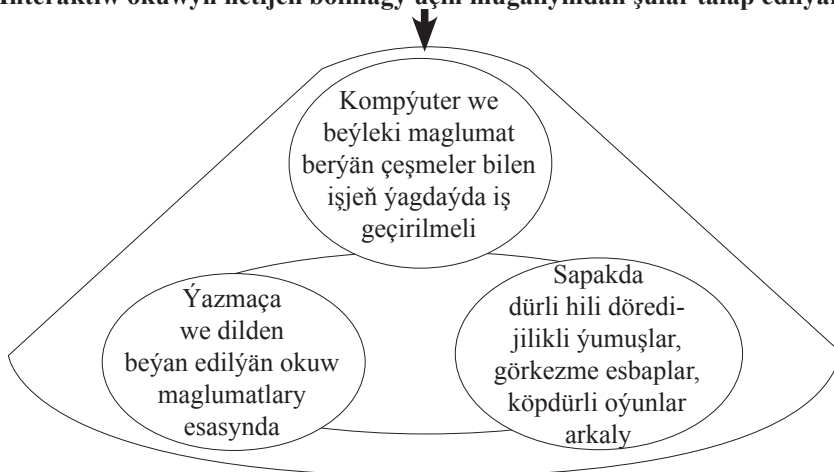 Interaktiw okuwyň netijeli bolmagy üçin mugallymdan şular talap edilýär
Kompýuter we
beýleki maglumat
berýän çeşmeler bilen
işjeň ýagdaýda iş
geçirilmeli
Ýazmaça
we dilden
beýan edilýän okuw
maglumatlary
esasynda
Sapakda
dürli hili döredi-
jilikli ýumuşlar,
görkezme esbaplar,
köpdürli oýunlar
arkaly